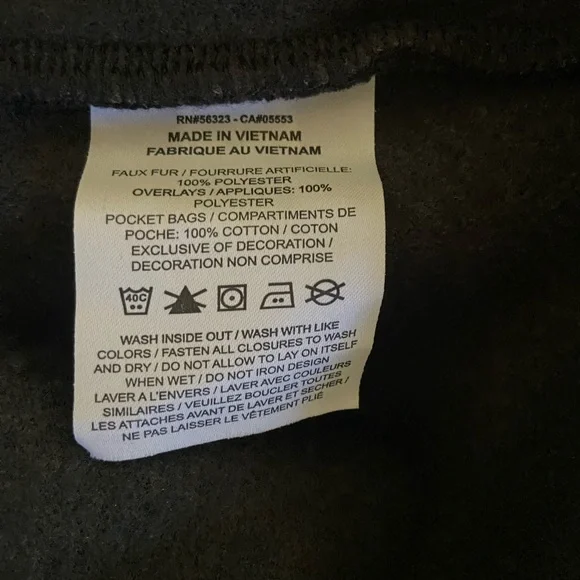 RN#56323 - CA#05553
MADE IN VIETNAM
FABRIQUE AU VIETNAM
FAUX FUR / FOURRURE ARTIFICIELLE:
100% POLYESTER
OVERLAYS / APPLIQUES: 100%
POLYESTER
POCKET BAGS / COMPARTIMENTS DE
POCHE: 100% COTTON / COTON
EXCLUSIVE OF DECORATION /
DECORATION NON COMPRISE
40C
WASH INSIDE OUT / WASH WITH LIKE
COLORS / FASTEN ALL CLOSURES TO WASH
AND DRY / DO NOT ALLOW TO LAY ON ITSELF
WHEN WET / DO NOT IRON DESIGN
LAVER A L'ENVERS / LAVER AVEC COULEURS
SIMILAIRES / VEUILLEZ BOUCLER TOUTES
LES ATTACHES AVANT DE LAVER ET SECHER /
NE PAS LAISSER LE VÊTEMENT PLIÉ